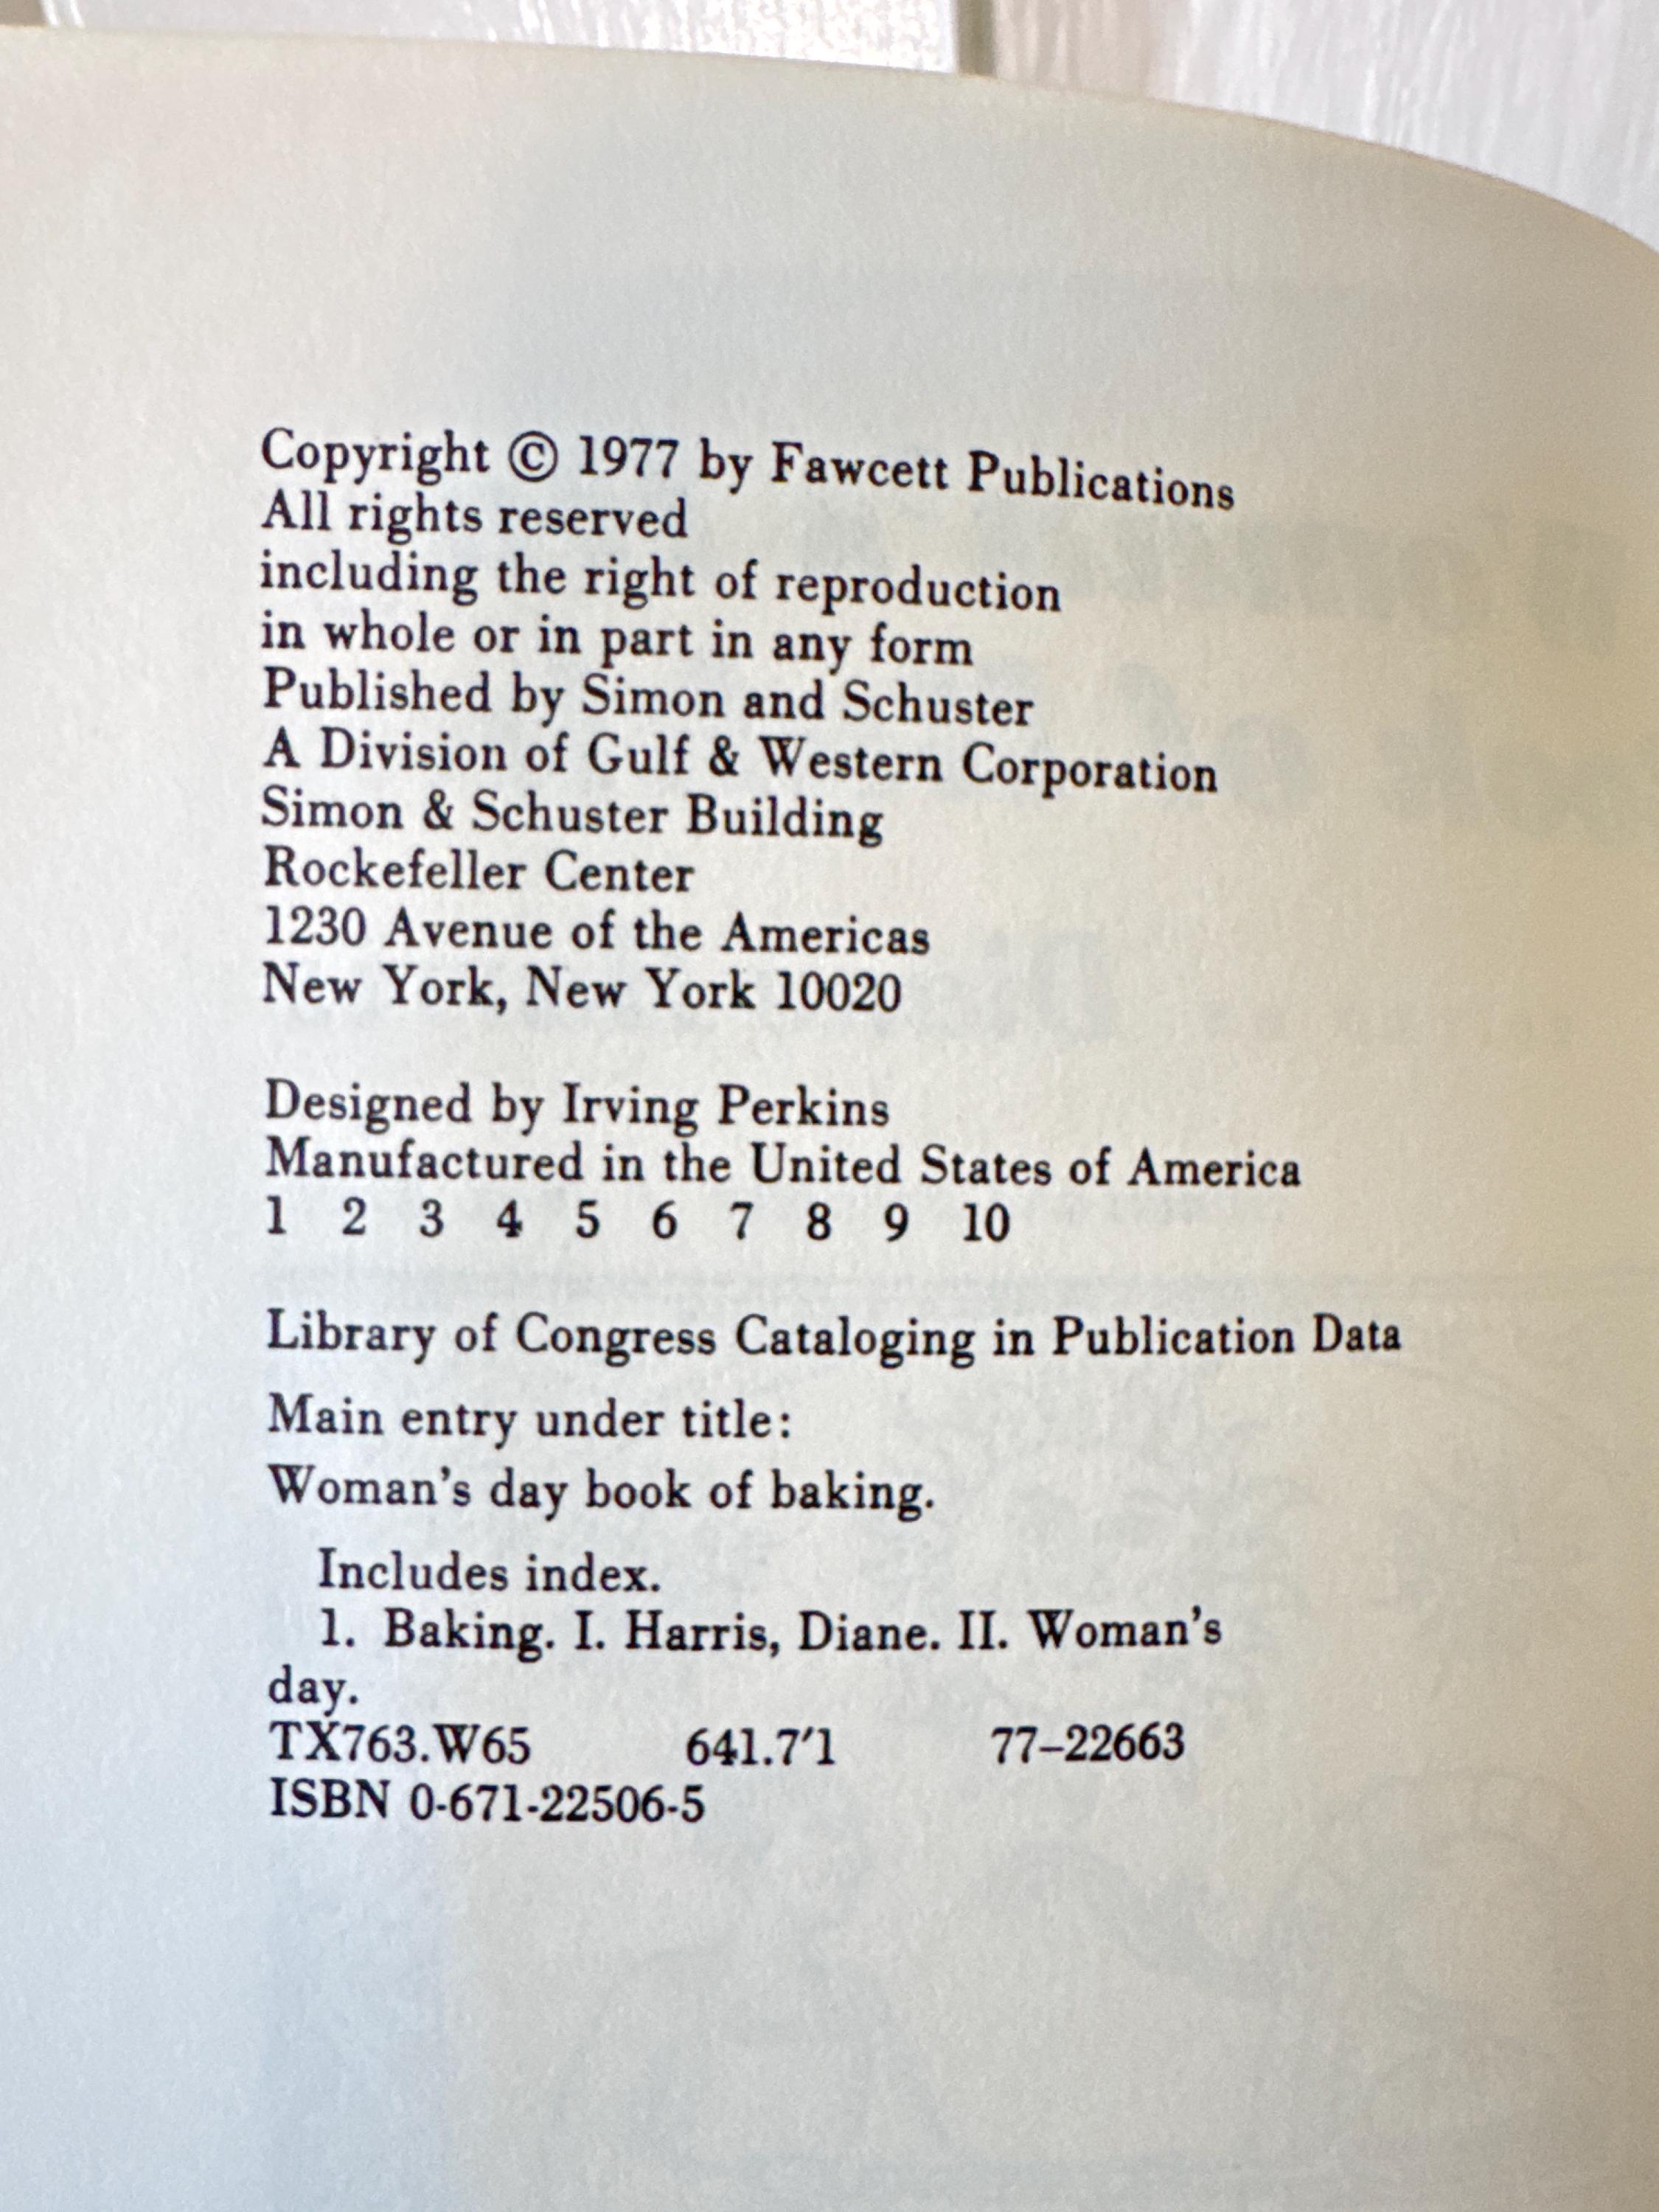 Copyright © 1977 by Fawcett Publications
All rights reserved
including the right of reproduction
in whole or in part in any form
Published by Simon and Schuster
A Division of Gulf & Western Corporation
Simon & Schuster Building
Rockefeller Center
1230 Avenue of the Americas
New York, New York 10020
Designed by Irving Perkins
Manufactured in the United States of America
1 2 3 4 5 6 7 8 9 10
Library of Congress Cataloging in Publication Data
Main entry under title:
Woman's day book of baking.
Includes index.
1. Baking. I. Harris, Diane. II. Woman's
day.
TX763.W65 641.7'1 77–22663
ISBN 0-671-22506-5